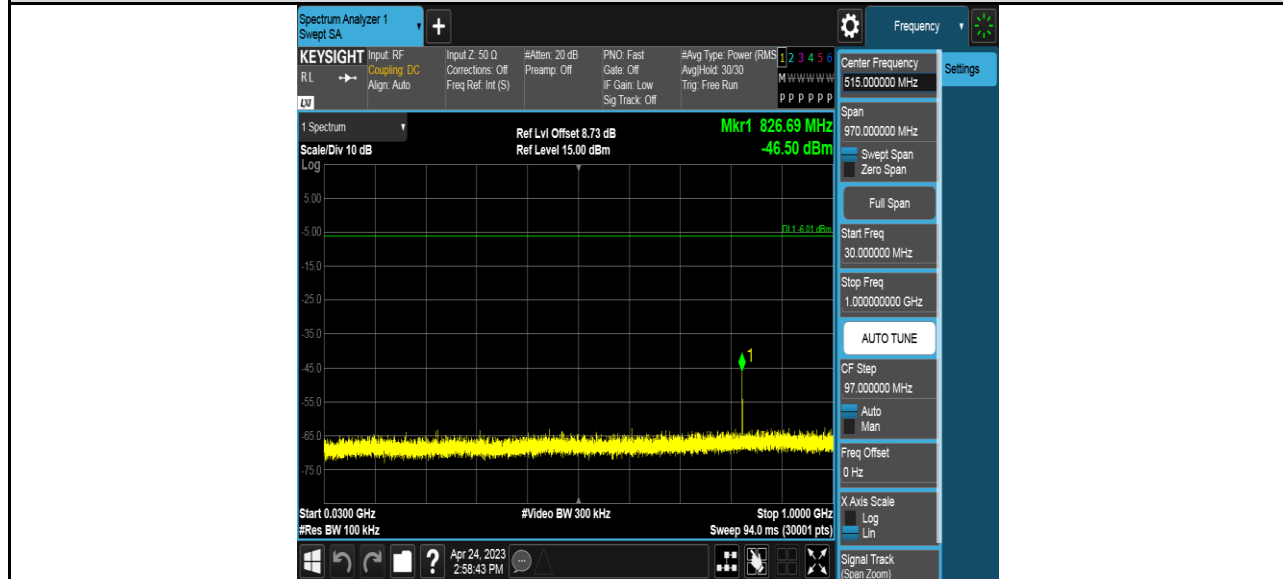 Spectrum Analyzer 1
Swept SA
+
Frequency
KEYSIGHT
RL
LXI
Input: RF
Coupling: DC
Align: Auto
Input Z: 50 Ω
Corrections: Off
Freq Ref: Int (S)
#Atten: 20 dB
Preamp: Off
PNO: Fast
Gate: Off
IF Gain: Low
Sig Track: Off
#Avg Type: Power (RMS
Avg|Hold: 30/30
Trig: Free Run
1 2 3 4 5 6
M W W W W W
P P P P P P
1 Spectrum
Scale/Div 10 dB
Log
Ref Lvl Offset 8.73 dB
Ref Level 15.00 dBm
Mkr1 826.69 MHz
-46.50 dBm
5.00
-5.00
DL1 -6.01 dBm
-15.0
-25.0
-35.0
1
-45.0
-55.0
-65.0
-75.0
Start 0.0300 GHz
#Video BW 300 kHz
Stop 1.0000 GHz
#Res BW 100 kHz
Sweep 94.0 ms (30001 pts)
Center Frequency
515.000000 MHz
Settings
Span
970.000000 MHz
Swept Span
Zero Span
Full Span
Start Freq
30.000000 MHz
Stop Freq
1.000000000 GHz
AUTO TUNE
CF Step
97.000000 MHz
Auto
Man
Freq Offset
0 Hz
X Axis Scale
Log
Lin
Signal Track
(Span Zoom)
?
Apr 24, 2023
2:58:43 PM